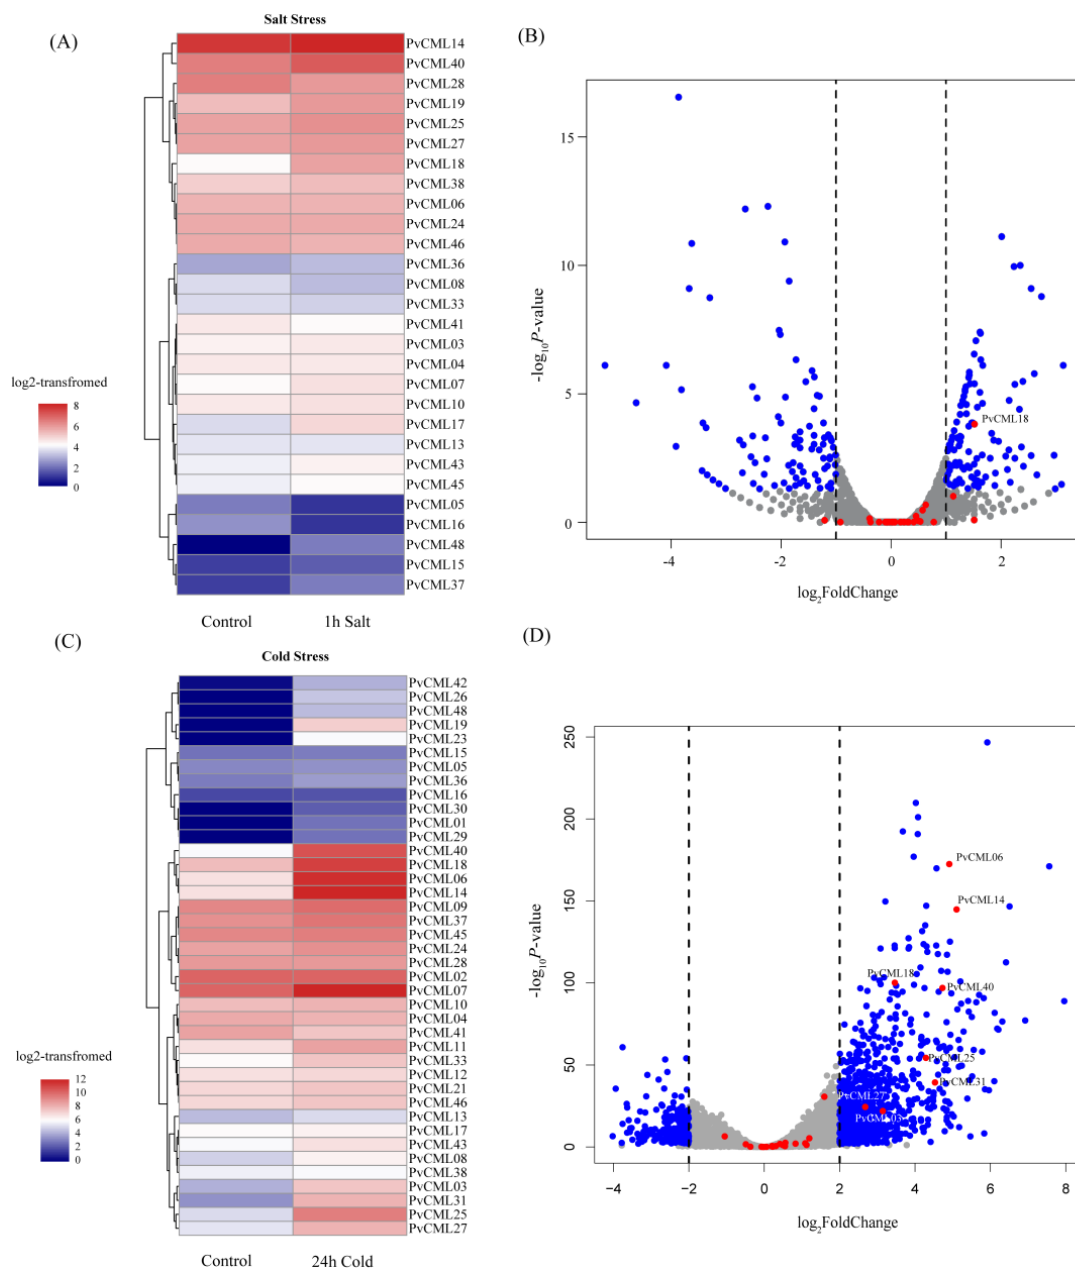 (A)
Salt Stress
PvCML14
PvCML40
PvCML28
PvCML19
PvCML25
PvCML27
PvCML18
PvCML38
PvCML06
PvCML24
PvCML46
PvCML36
PvCML08
PvCML33
PvCML41
PvCML03
PvCML04
PvCML07
PvCML10
PvCML17
PvCML13
PvCML43
PvCML45
PvCML05
PvCML16
PvCML48
PvCML15
PvCML37
log2-transfromed
8
6
4
2
0
Control 1h Salt
(B)
15
10
5
0
-log10P-value
PvCML18
-4 -2 0 2
log2FoldChange
(C)
Cold Stress
PvCML42
PvCML26
PvCML48
PvCML19
PvCML23
PvCML15
PvCML05
PvCML36
PvCML16
PvCML30
PvCML01
PvCML29
PvCML40
PvCML18
PvCML06
PvCML14
PvCML09
PvCML37
PvCML45
PvCML24
PvCML28
PvCML02
PvCML07
PvCML10
PvCML04
PvCML41
PvCML11
PvCML33
PvCML12
PvCML21
PvCML46
PvCML13
PvCML17
PvCML43
PvCML08
PvCML38
PvCML03
PvCML31
PvCML25
PvCML27
log2-transfromed
12
10
8
6
4
2
0
Control 24h Cold
(D)
250
200
150
100
50
0
-log10P-value
PvCML06
PvCML14
PvCML18
PvCML40
PvCML25
PvCML31
PvCML27
PvCML03
-4 -2 0 2 4 6 8
log2FoldChange